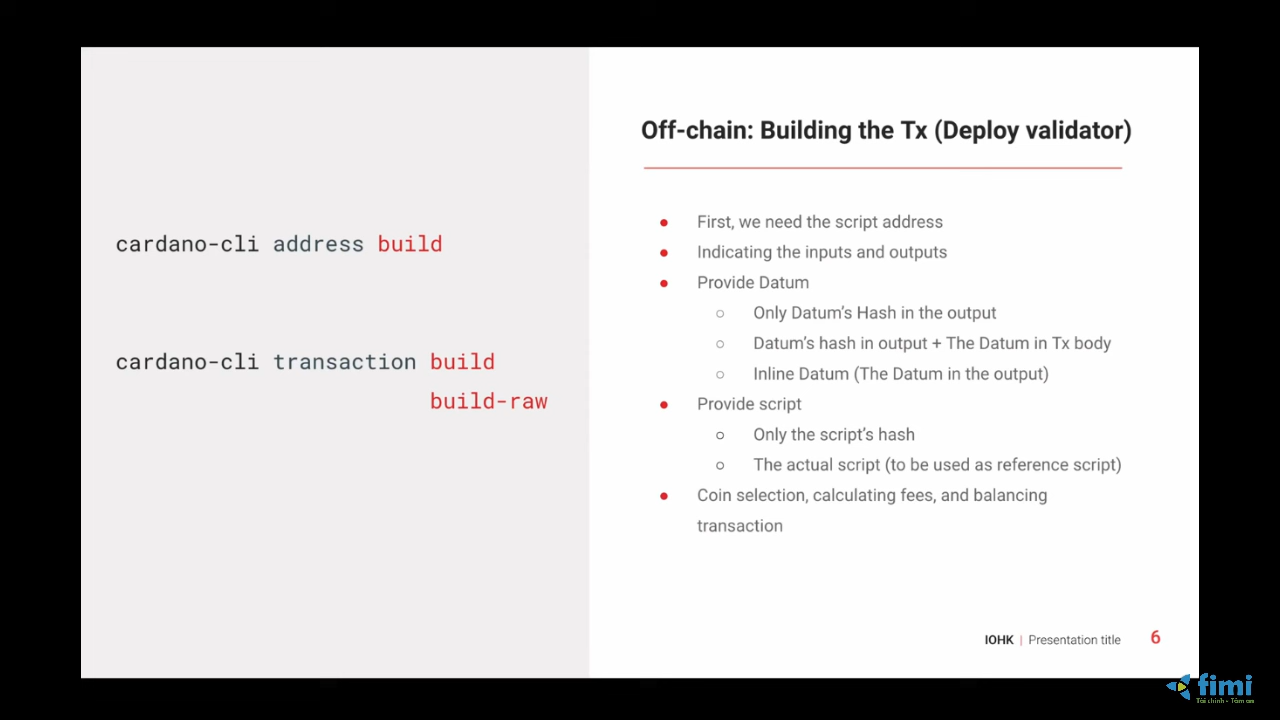 cardano-cli address build
cardano-cli transaction build
build-raw
Off-chain: Building the Tx (Deploy validator)
● First, we need the script address
● Indicating the inputs and outputs
● Provide Datum
○ Only Datum's Hash in the output
○ Datum's hash in output + The Datum in Tx body
○ Inline Datum (The Datum in the output)
● Provide script
○ Only the script's hash
○ The actual script (to be used as reference script)
● Coin selection, calculating fees, and balancing
transaction
IOHK | Presentation title 6
fimi
Tài chính - Tâm an